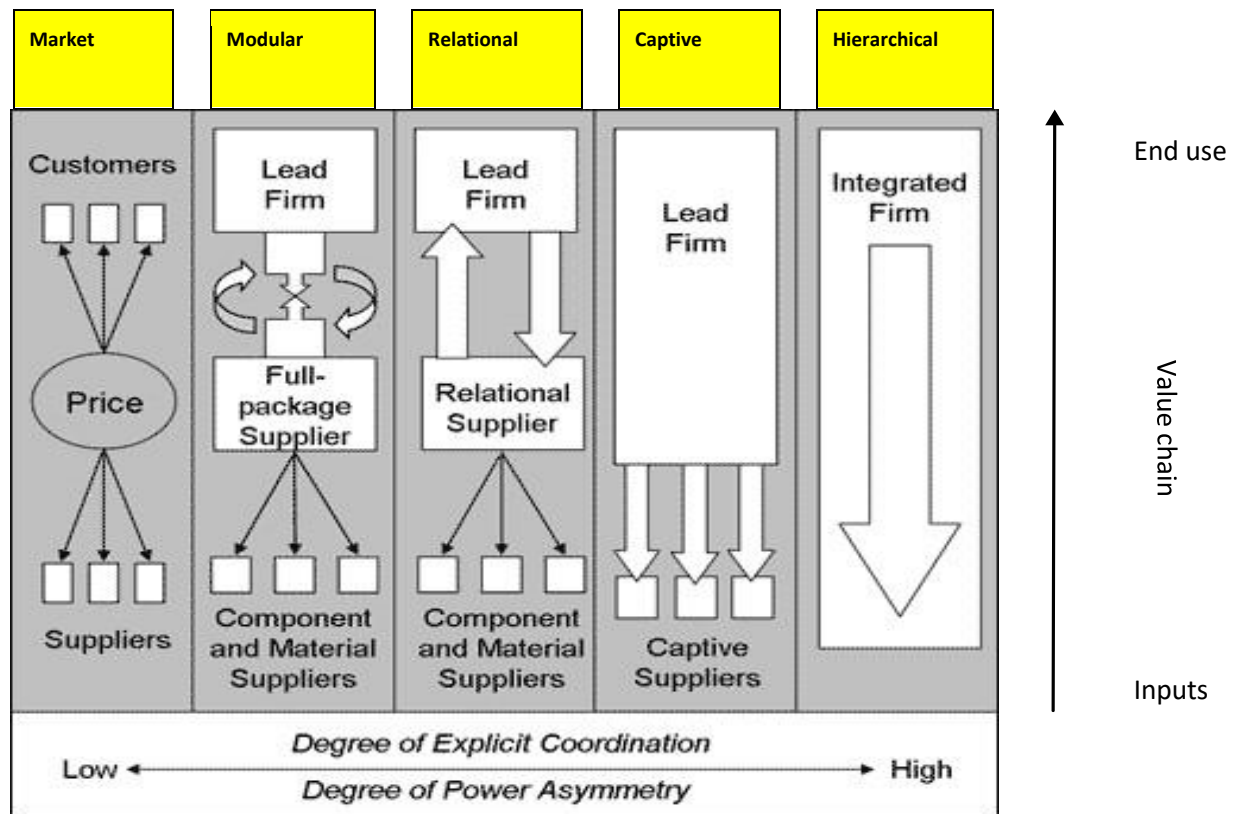 Market
Modular
Relational
Captive
Hierarchical
Customers
Price
Suppliers
Lead
Firm
Full-
package
Supplier
Component
and Material
Suppliers
Lead
Firm
Relational
Supplier
Component
and Material
Suppliers
Lead
Firm
Captive
Suppliers
Integrated
Firm
End use
Value chain
Inputs
Degree of Explicit Coordination
Low
High
Degree of Power Asymmetry